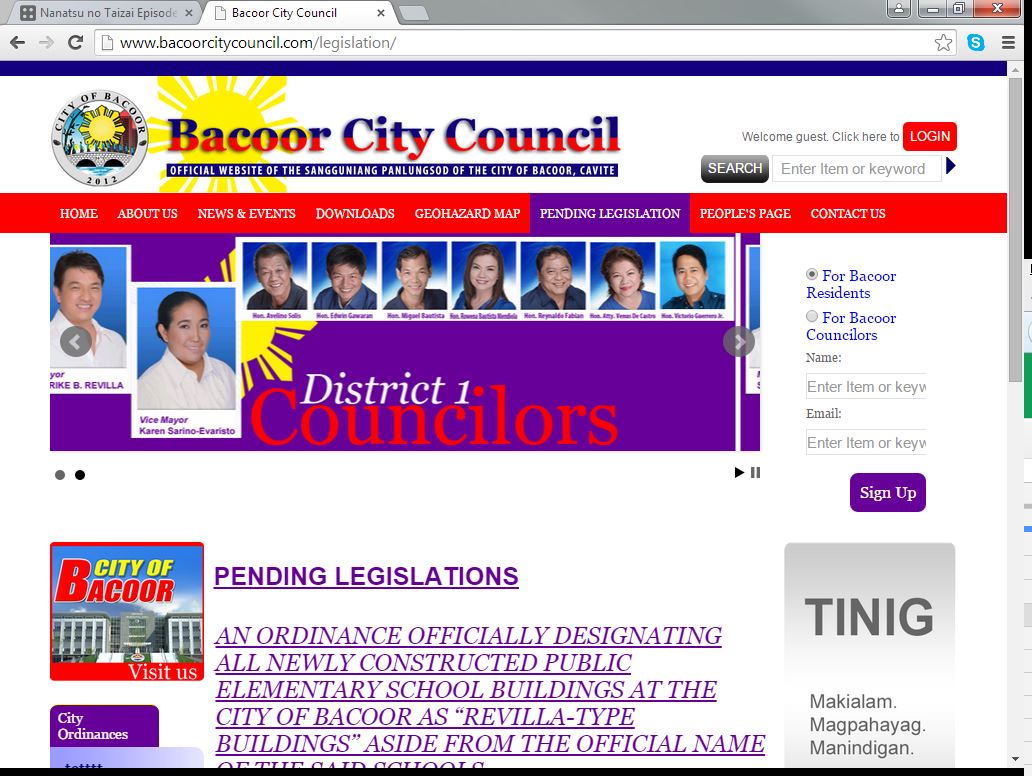 Nanatsu no Taizai Episode
Bacoor City Council
www.bacoorcitycouncil.com/legislation/
CITY OF BACOOR
2012
Bacoor City Council
OFFICIAL WEBSITE OF THE SANGGUNIANG PANLUNGSOD OF THE CITY OF BACOOR, CAVITE
Welcome guest. Click here to LOGIN
SEARCH Enter Item or keyword
HOME ABOUT US NEWS & EVENTS DOWNLOADS GEOHAZARD MAP PENDING LEGISLATION PEOPLE'S PAGE CONTACT US
RIKE B. REVILLA
Vice Mayor
Karen Sarino-Evaristo
Hon. Avelino Solis Hon. Edwin Gawaran Hon. Miguel Bautista Hon. Rowena Bautista Mendiola Hon. Reynaldo Fabian Hon. Atty. Venus De Castro Hon. Victorio Guerrero Jr.
District 1
Councilors
For Bacoor
Residents
For Bacoor
Councilors
Name:
Enter Item or keyw
Email:
Enter Item or keyw
Sign Up
CITY OF
BACOOR
Visit us
City
Ordinances
PENDING LEGISLATIONS
AN ORDINANCE OFFICIALLY DESIGNATING
ALL NEWLY CONSTRUCTED PUBLIC
ELEMENTARY SCHOOL BUILDINGS AT THE
CITY OF BACOOR AS “REVILLA-TYPE
BUILDINGS” ASIDE FROM THE OFFICIAL NAME
OF THE SAID SCHOOLS
TINIG
Makialam.
Magpahayag.
Manindigan.